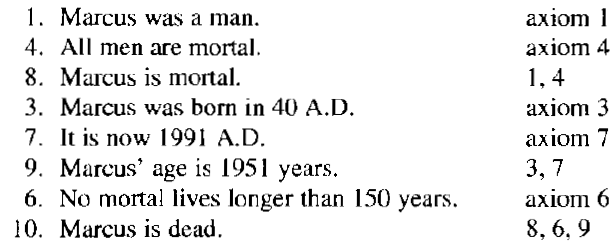 1. Marcus was a man. axiom 1
4. All men are mortal. axiom 4
8. Marcus is mortal. 1, 4
3. Marcus was born in 40 A.D. axiom 3
7. It is now 1991 A.D. axiom 7
9. Marcus' age is 1951 years. 3, 7
6. No mortal lives longer than 150 years. axiom 6
10. Marcus is dead. 8, 6, 9